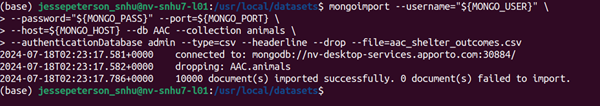 (base) jessepeterson_snhu@nv-snhu7-l01:/usr/local/datasets$ mongoimport --username="${MONGO_USER}" \
> --password="${MONGO_PASS}" --port=${MONGO_PORT} \
> --host=${MONGO_HOST} --db AAC --collection animals \
> --authenticationDatabase admin --type=csv --headerline --drop --file=aac_shelter_outcomes.csv
2024-07-18T02:23:17.581+0000 connected to: mongodb://nv-desktop-services.apporto.com:30884/
2024-07-18T02:23:17.582+0000 dropping: AAC.animals
2024-07-18T02:23:17.786+0000 10000 document(s) imported successfully. 0 document(s) failed to import.
(base) jessepeterson_snhu@nv-snhu7-l01:/usr/local/datasets$